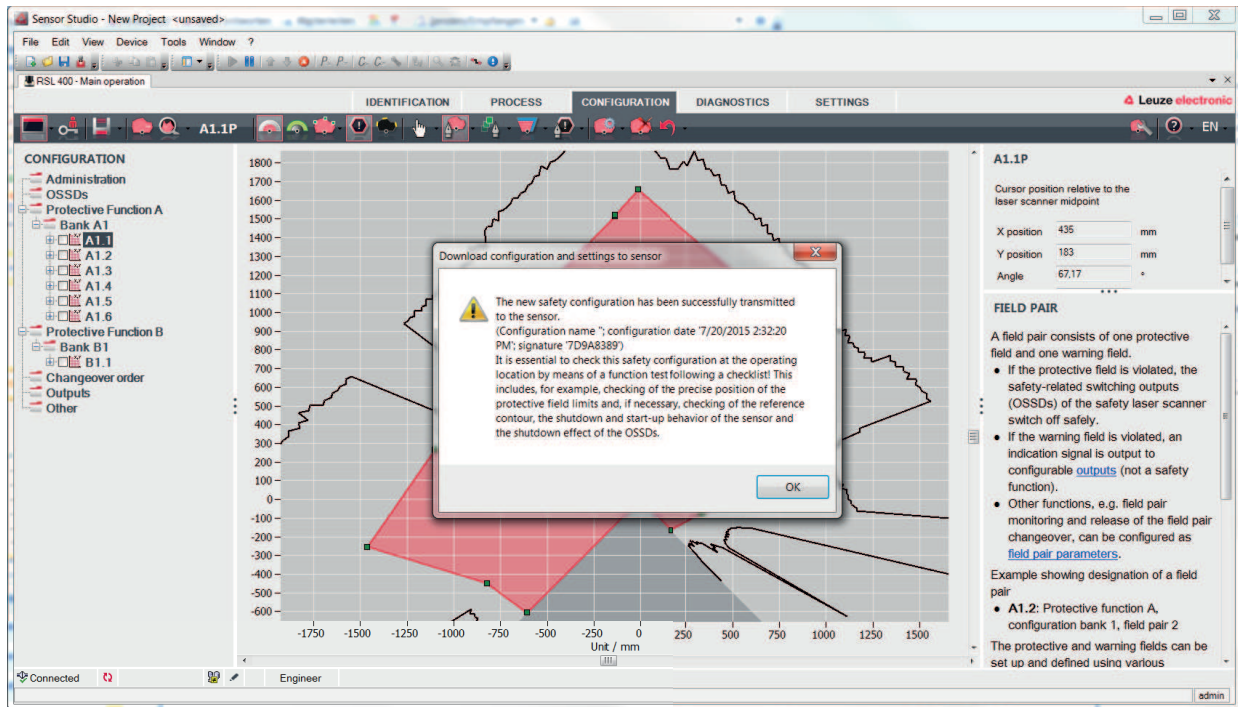 Sensor Studio - New Project <unsaved>
File Edit View Device Tools Window ?
P.. P.. C.. C..
RSL 400 - Main operation
IDENTIFICATION PROCESS CONFIGURATION DIAGNOSTICS SETTINGS
Leuze electronic
A1.1P
EN
CONFIGURATION
Administration
OSSDs
Protective Function A
Bank A1
A1.1
A1.2
A1.3
A1.4
A1.5
A1.6
Protective Function B
Bank B1
B1.1
Changeover order
Outputs
Other
1800
1700
1600
1500
1400
1300
1200
1100
1000
900
800
700
600
500
400
300
200
100
0
-100
-200
-300
-400
-500
-600
-1750 -1500 -1250 -1000 -750 -500 -250 0 250 500 750 1000 1250 1500
Unit / mm
Download configuration and settings to sensor
The new safety configuration has been successfully transmitted
to the sensor.
(Configuration name ''; configuration date '7/20/2015 2:32:20
PM'; signature '7D9A8389')
It is essential to check this safety configuration at the operating
location by means of a function test following a checklist! This
includes, for example, checking of the precise position of the
protective field limits and, if necessary, checking of the reference
contour, the shutdown and start-up behavior of the sensor and
the shutdown effect of the OSSDs.
OK
A1.1P
Cursor position relative to the
laser scanner midpoint
X position 435 mm
Y position 183 mm
Angle 67,17 °
FIELD PAIR
A field pair consists of one protective
field and one warning field.
• If the protective field is violated, the
safety-related switching outputs
(OSSDs) of the safety laser scanner
switch off safely.
• If the warning field is violated, an
indication signal is output to
configurable outputs (not a safety
function).
• Other functions, e.g. field pair
monitoring and release of the field pair
changeover, can be configured as
field pair parameters.
Example showing designation of a field
pair
• A1.2: Protective function A,
configuration bank 1, field pair 2
The protective and warning fields can be
set up and defined using various
Connected
Engineer
admin